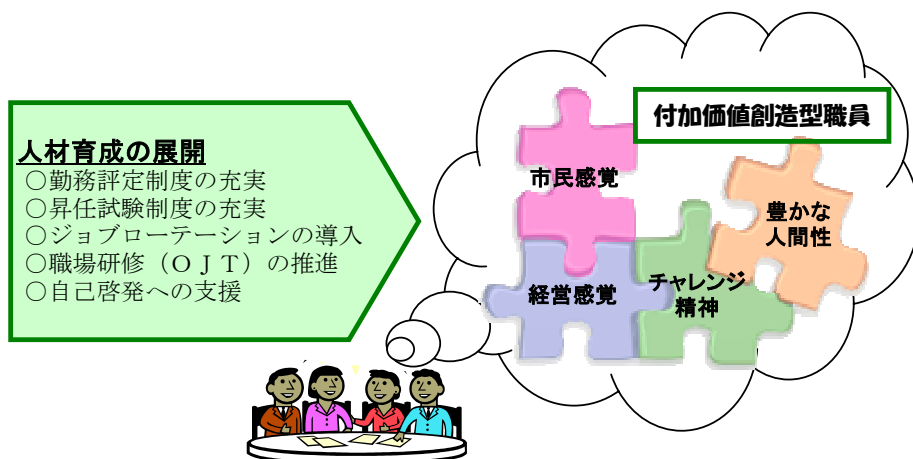 人材育成の展開
○勤務評定制度の充実
○昇任試験制度の充実
○ジョブローテーションの導入
○職場研修（ＯＪＴ）の推進
○自己啓発への支援
付加価値創造型職員
市民感覚
豊かな
人間性
経営感覚
チャレンジ
精神